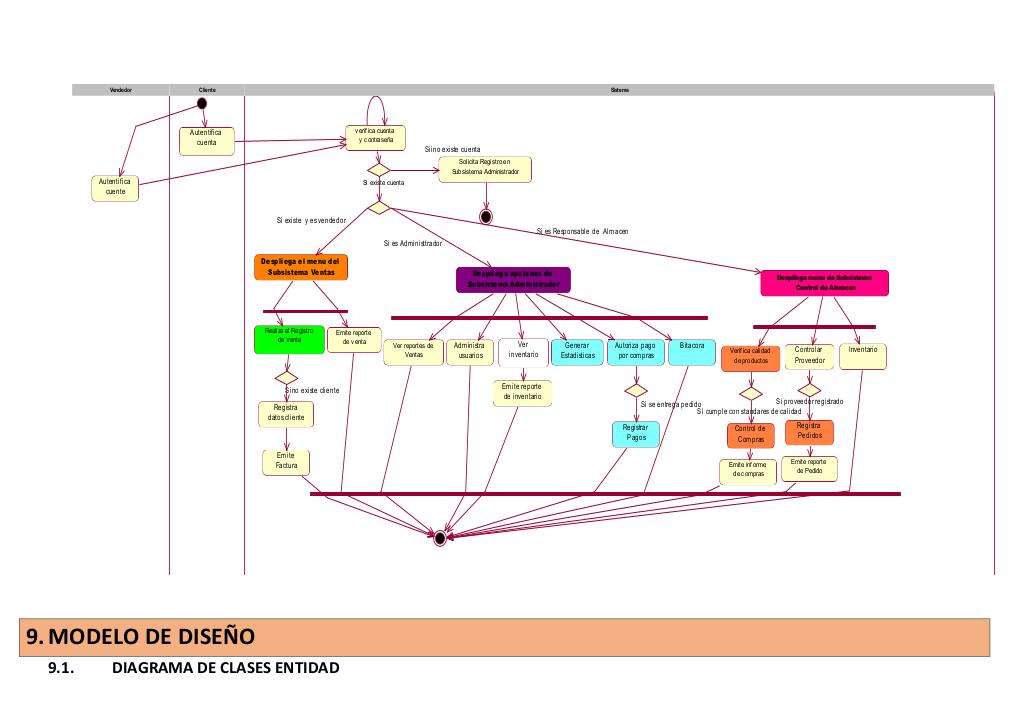 Vendedor
Cliente
Sistema
Autentifica
cuenta
verifica cuenta
y contraseña
Si no existe cuenta
Solicita Registro en
Subsistema Administrador
Autentifica
cuente
Si existe cuenta
Si existe y es vendedor
Si es Administrador
Si es Responsable de Almacen
Despliega el menu del
Subsistema Ventas
Despliega opciones de
Subsistema Administrador
Despliega menu de Subsistema
Control de Almacen
Realiza el Registro
de Venta
Emite reporte
de venta
Ver reportes de
Ventas
Administra
usuarios
Ver
inventario
Generar
Estadisticas
Autoriza pago
por compras
Bitacora
Verifica calidad
de productos
Controlar
Proveedor
Inventario
Si no existe cliente
Emite reporte
de inventario
Si se entrega pedido
Si proveedor registrado
Si cumple con standares de calidad
Registra
datos cliente
Registrar
Pagos
Control de
Compras
Registra
Pedidos
Emite
Factura
Emite informe
de compras
Emite reporte
de Pedido
9. MODELO DE DISEÑO
9.1. DIAGRAMA DE CLASES ENTIDAD